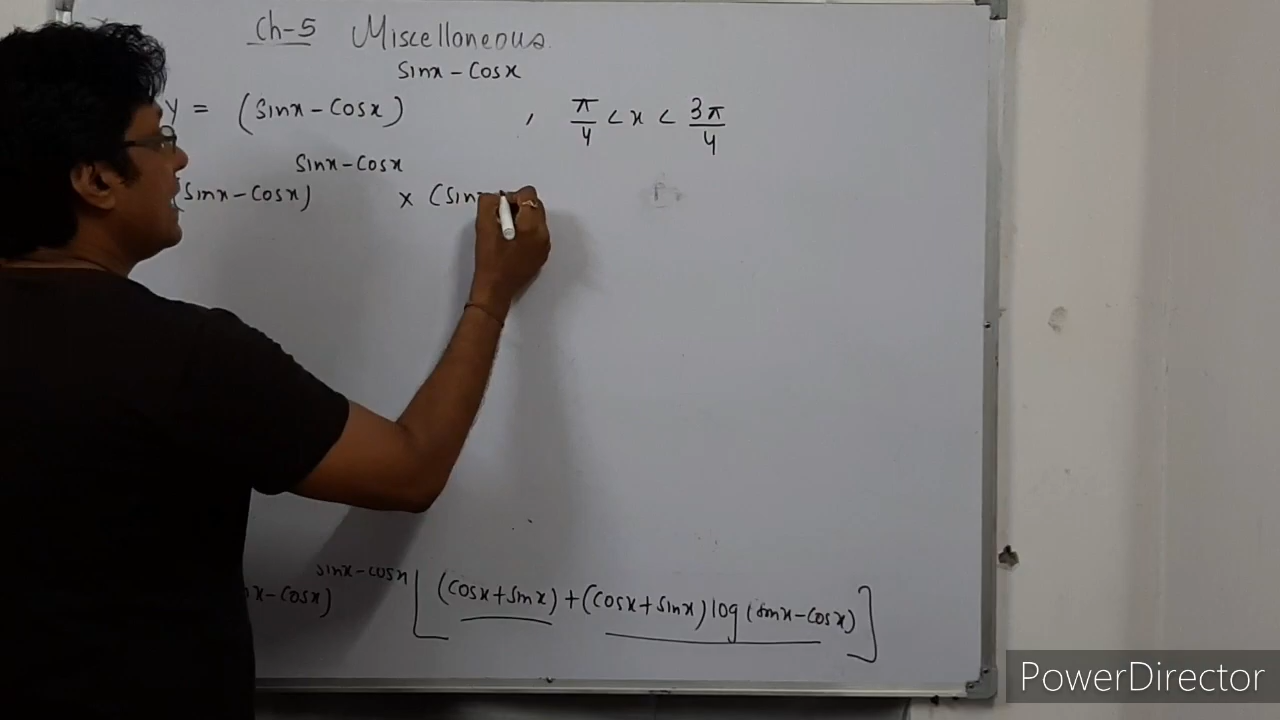 Ch-5 Miscelloneous.
sinx - cosx
y = (sinx - cosx) , π/4 < x < 3π/4
sinx - cosx
(sinx - cosx) × (sin
sinx - cosx
x - cosx) [(cosx + sinx) + (cosx + sinx) log (sinx - cosx)]
PowerDirector